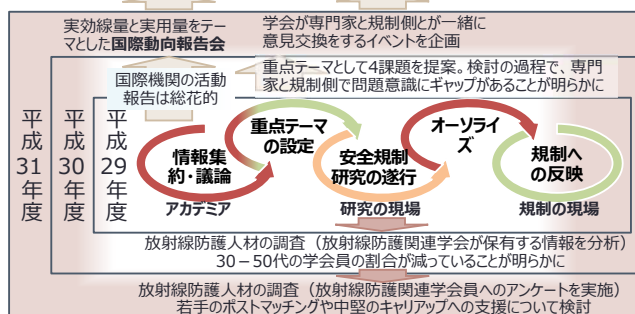 実効線量と実用量をテー
マとした国際動向報告会
学会が専門家と規制側とが一緒に
意見交換をするイベントを企画
国際機関の活動
報告は総花的
重点テーマとして4課題を提案。検討の過程で、専門
家と規制側で問題意識にギャップがあることが明らかに
平成31年度
平成30年度
平成29年度
情報集
約・議論
重点テーマ
の設定
安全規制
研究の遂行
オーソライ
ズ
規制へ
の反映
アカデミア
研究の現場
規制の現場
放射線防護人材の調査（放射線防護関連学会が保有する情報を分析）
30－50代の学会員の割合が減っていることが明らかに
放射線防護人材の調査（放射線防護関連学会員へのアンケートを実施）
若手のポストマッチングや中堅のキャリアップへの支援について検討